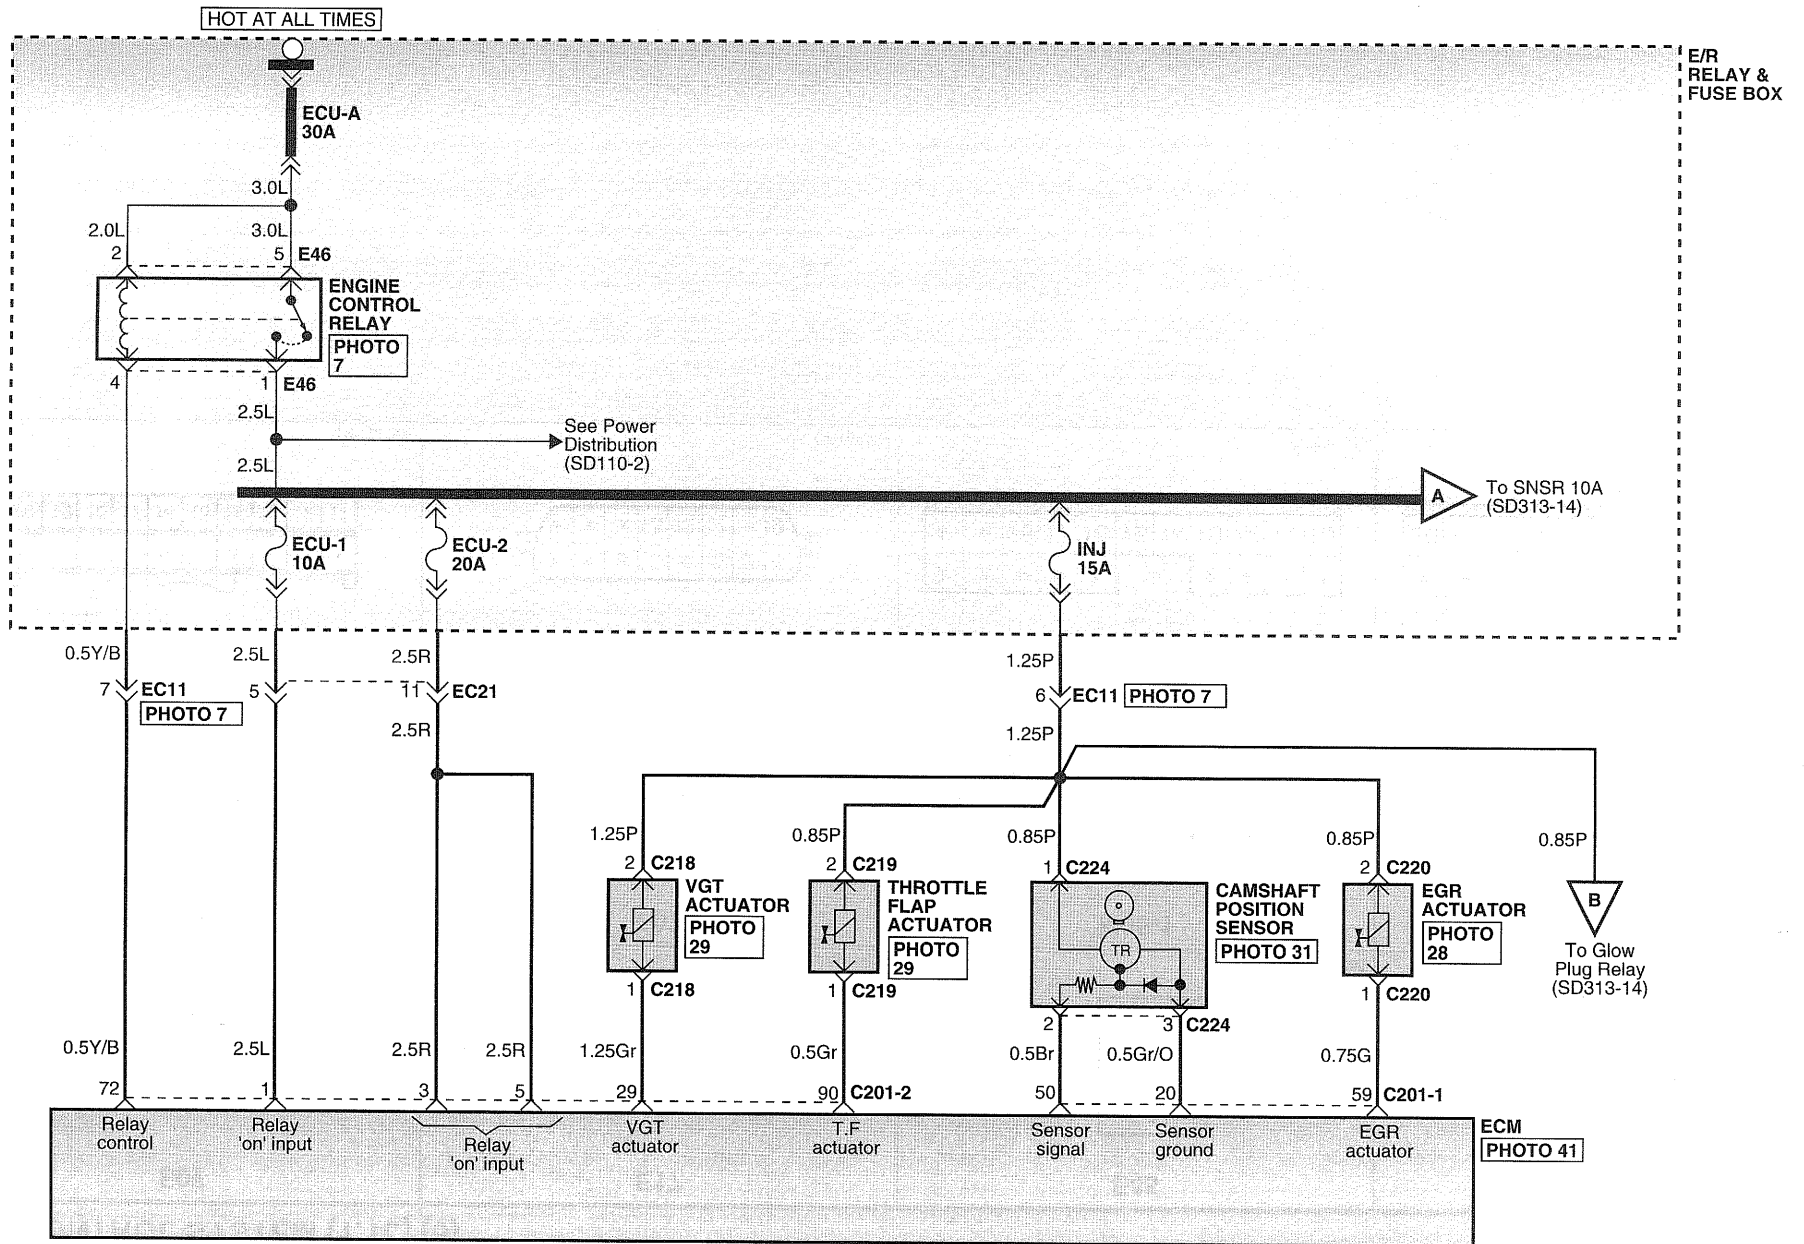 HOT AT ALL TIMES
E/R
RELAY &
FUSE BOX
ECU-A
30A
3.0L
2.0L
3.0L
2
5
E46
ENGINE
CONTROL
RELAY
PHOTO
7
4
1
E46
2.5L
See Power
Distribution
(SD110-2)
2.5L
A
To SNSR 10A
(SD313-14)
ECU-1
10A
ECU-2
20A
INJ
15A
0.5Y/B
2.5L
2.5R
1.25P
7
EC11
PHOTO 7
5
11
EC21
6
EC11
PHOTO 7
2.5R
1.25P
1.25P
0.85P
0.85P
0.85P
0.85P
2
C218
2
C219
1
C224
2
C220
VGT
ACTUATOR
PHOTO
29
THROTTLE
FLAP
ACTUATOR
PHOTO
29
TR
CAMSHAFT
POSITION
SENSOR
PHOTO 31
EGR
ACTUATOR
PHOTO
28
B
To Glow
Plug Relay
(SD313-14)
1
C218
1
C219
2
3
C224
1
C220
0.5Y/B
2.5L
2.5R
2.5R
1.25Gr
0.5Gr
0.5Br
0.5Gr/O
0.75G
72
1
3
5
29
90
C201-2
50
20
59
C201-1
Relay
control
Relay
'on' input
Relay
'on' input
VGT
actuator
T.F
actuator
Sensor
signal
Sensor
ground
EGR
actuator
ECM
PHOTO 41